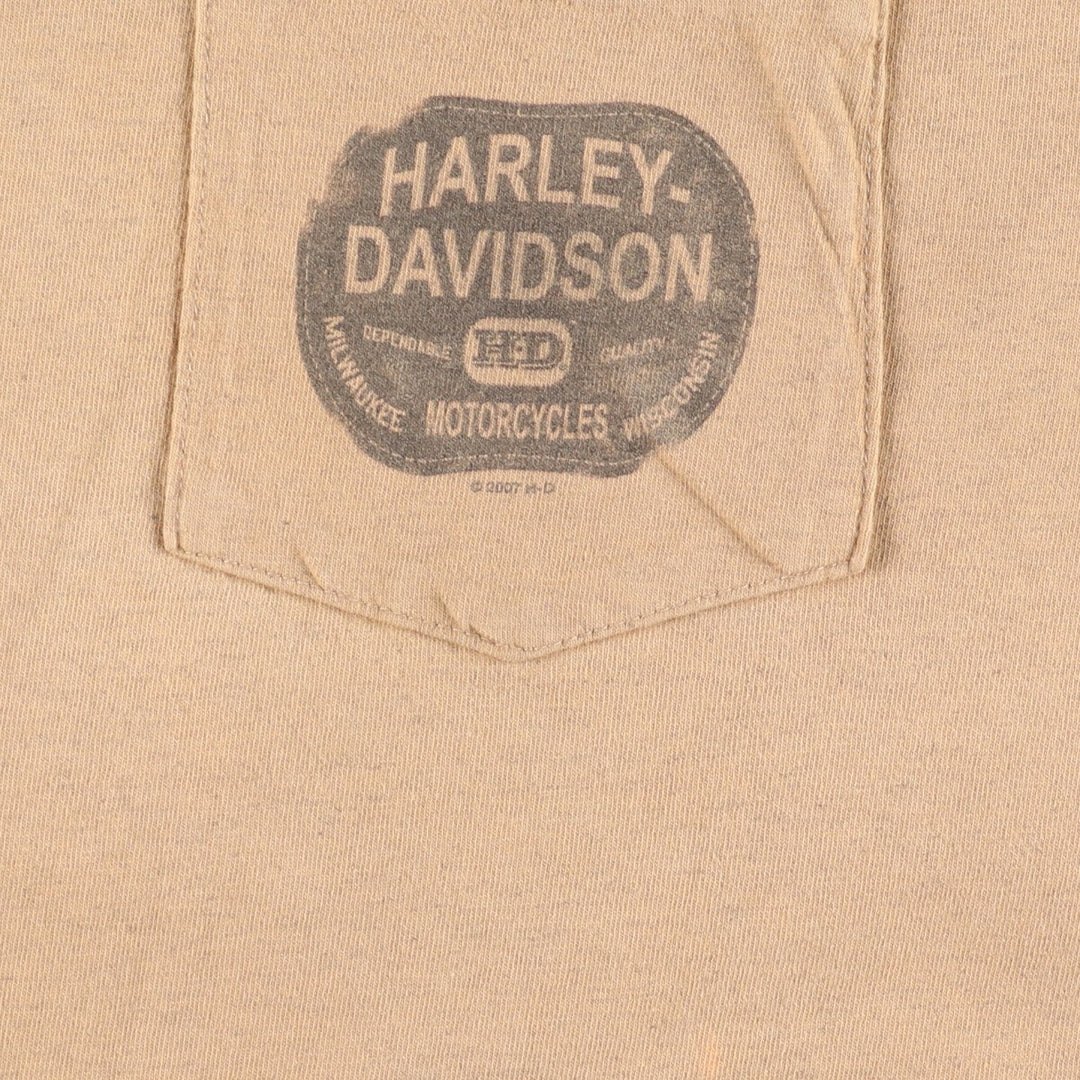 HARLEY-
DAVIDSON
DEPENDABLE H-D QUALITY
MILWAUKEE MOTORCYCLES WISCONSIN
© 2007 H-D